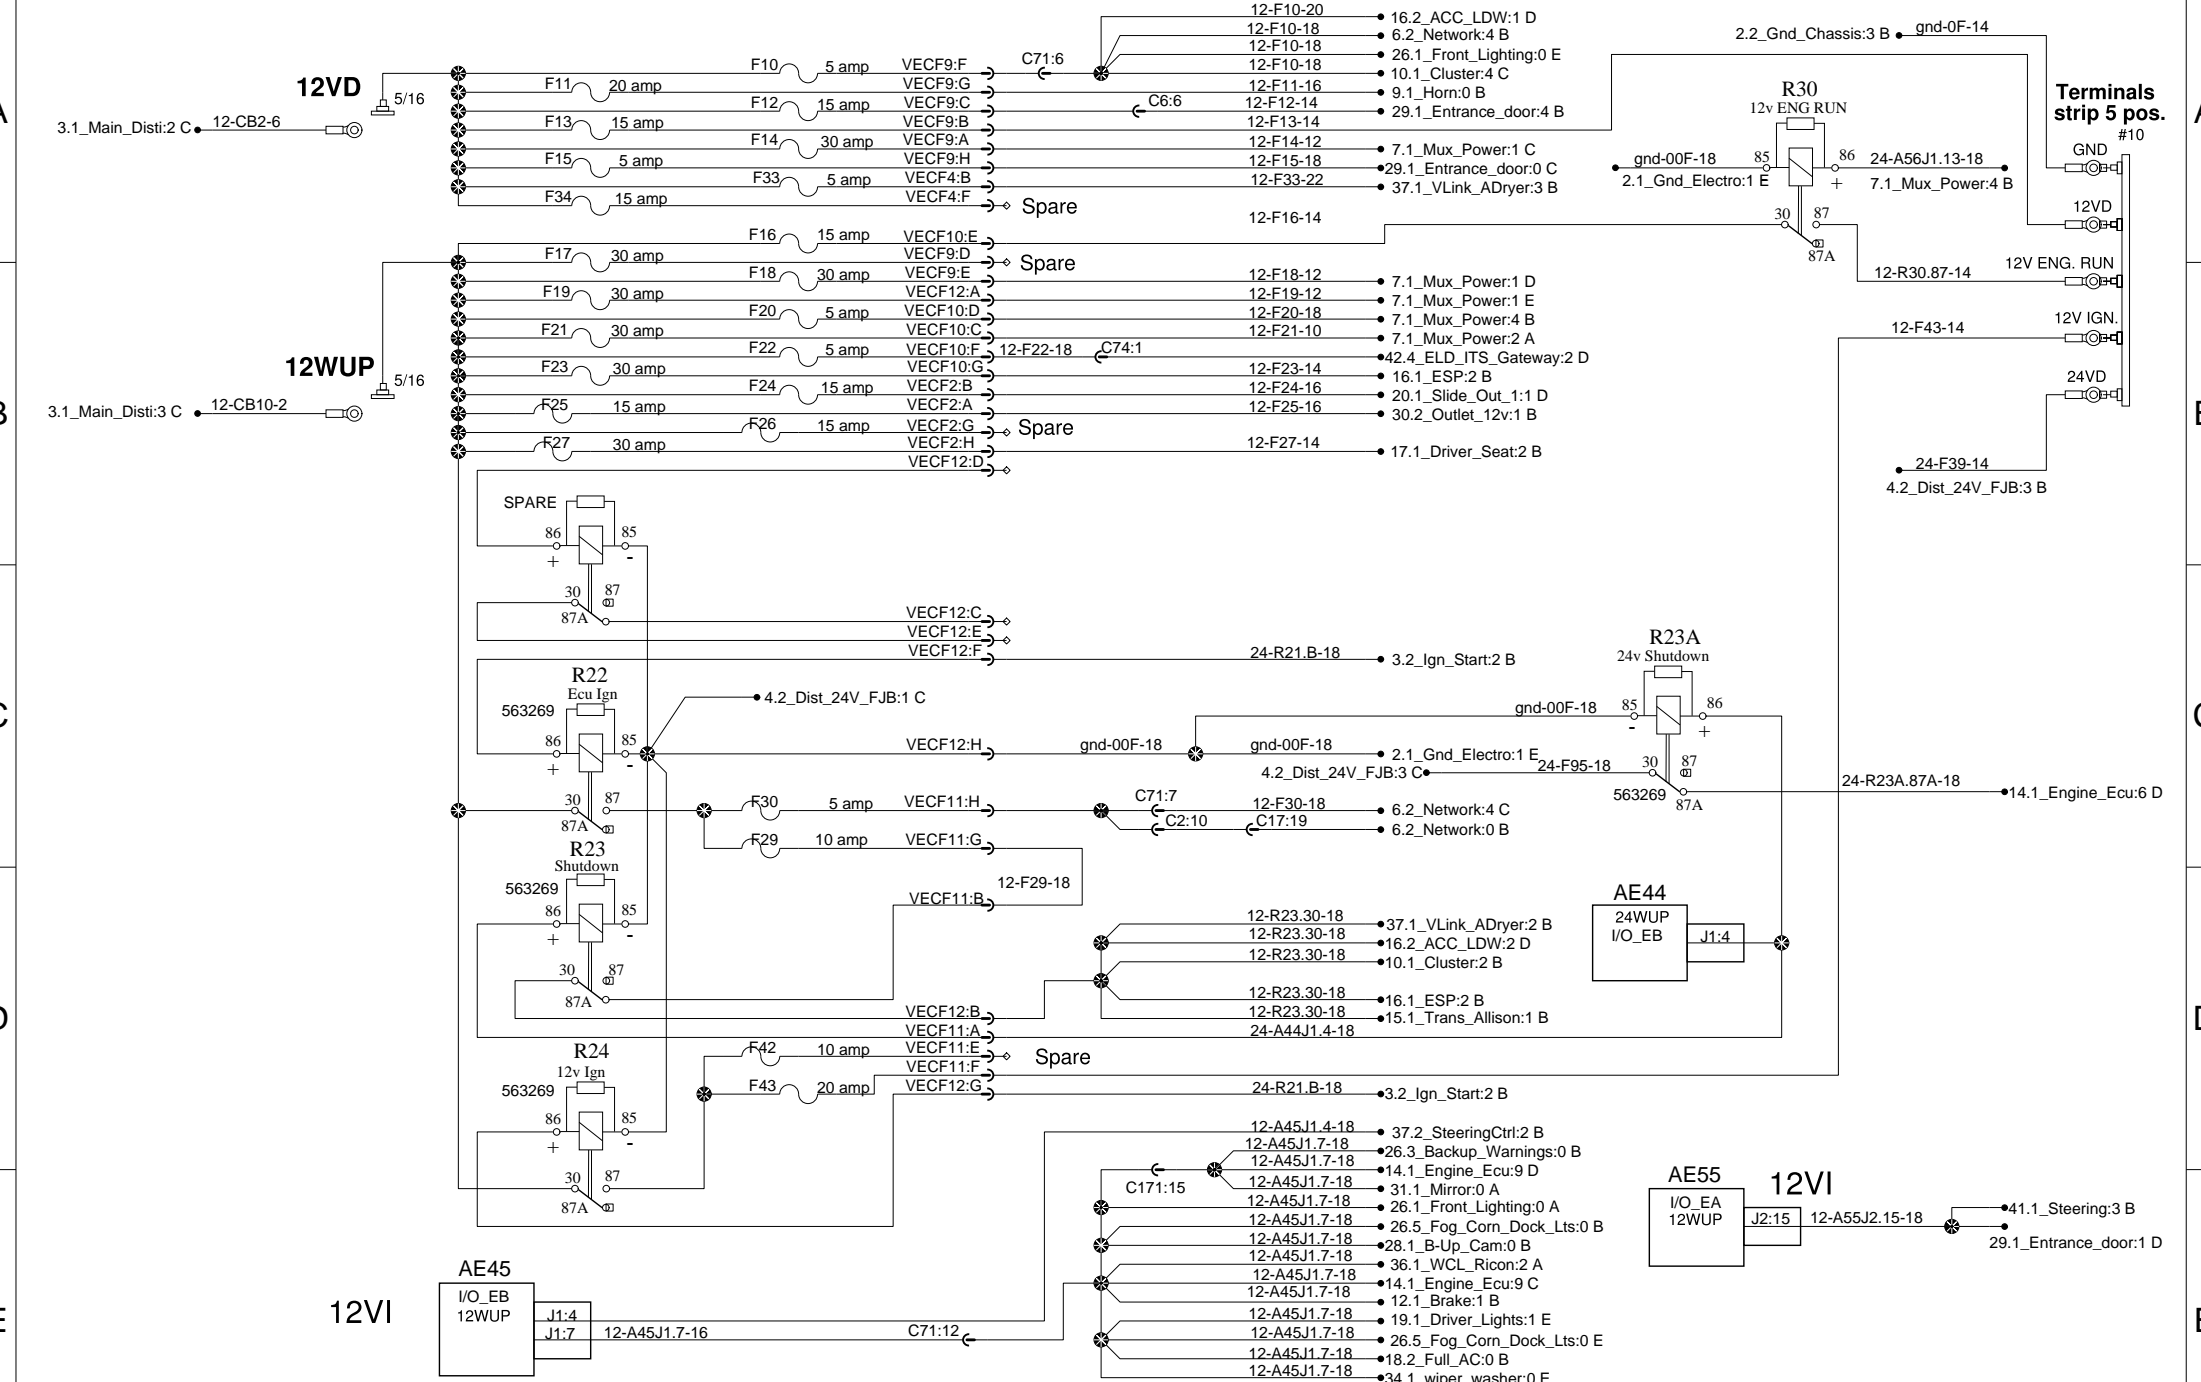 12-F10-20
16.2_ACC_LDW:1 D
12-F10-18
6.2_Network:4 B
12-F10-18
26.1_Front_Lighting:0 E
F10 5 amp VECF9:F C71:6 12-F10-18
10.1_Cluster:4 C
F11 20 amp VECF9:G 12-F11-16
9.1_Horn:0 B
F12 15 amp VECF9:C C6:6 12-F12-14
29.1_Entrance_door:4 B
F13 15 amp VECF9:B 12-F13-14
F14 30 amp VECF9:A 12-F14-12
7.1_Mux_Power:1 C
F15 5 amp VECF9:H 12-F15-18
29.1_Entrance_door:0 C
F33 5 amp VECF4:B 12-F33-22
37.1_VLink_ADryer:3 B
F34 15 amp VECF4:F Spare
12VD
5/16
3.1_Main_Disti:2 C 12-CB2-6
A
A
2.2_Gnd_Chassis:3 B gnd-0F-14
R30
12v ENG RUN
85 86
+
gnd-00F-18
2.1_Gnd_Electro:1 E
24-A56J1.13-18
7.1_Mux_Power:4 B
30 87
87A
Terminals
strip 5 pos.
#10
GND
12VD
12V ENG. RUN
12-R30.87-14
12V IGN.
12-F43-14
24VD
24-F39-14
4.2_Dist_24V_FJB:3 B
12-F16-14
F16 15 amp VECF10:E
F17 30 amp VECF9:D Spare
F18 30 amp VECF9:E 12-F18-12
7.1_Mux_Power:1 D
F19 30 amp VECF12:A 12-F19-12
7.1_Mux_Power:1 E
F20 5 amp VECF10:D 12-F20-18
7.1_Mux_Power:4 B
F21 30 amp VECF10:C 12-F21-10
7.1_Mux_Power:2 A
F22 5 amp VECF10:F 12-F22-18 C74:1
42.4_ELD_ITS_Gateway:2 D
F23 30 amp VECF10:G 12-F23-14
16.1_ESP:2 B
F24 15 amp VECF2:B 12-F24-16
20.1_Slide_Out_1:1 D
F25 15 amp VECF2:A 12-F25-16
30.2_Outlet_12v:1 B
F26 15 amp VECF2:G Spare
F27 30 amp VECF2:H 12-F27-14
17.1_Driver_Seat:2 B
VECF12:D
12WUP
5/16
3.1_Main_Disti:3 C 12-CB10-2
B
B
SPARE
86 85
+ -
30 87
87A
VECF12:C
VECF12:E
VECF12:F 24-R21.B-18
3.2_Ign_Start:2 B
R22
Ecu Ign
563269
86 85
+ -
30 87
87A
4.2_Dist_24V_FJB:1 C
VECF12:H gnd-00F-18 gnd-00F-18
2.1_Gnd_Electro:1 E
gnd-00F-18
R23A
24v Shutdown
85 86
- +
4.2_Dist_24V_FJB:3 C 24-F95-18
30 87
563269 87A
24-R23A.87A-18
14.1_Engine_Ecu:6 D
C
C
F30 5 amp VECF11:H C71:7 12-F30-18
6.2_Network:4 C
C2:10 C17:19
6.2_Network:0 B
F29 10 amp VECF11:G
12-F29-18
VECF11:B
R23
Shutdown
563269
86 85
+ -
30 87
87A
12-R23.30-18
37.1_VLink_ADryer:2 B
12-R23.30-18
16.2_ACC_LDW:2 D
12-R23.30-18
10.1_Cluster:2 B
12-R23.30-18
16.1_ESP:2 B
12-R23.30-18
15.1_Trans_Allison:1 B
VECF12:B
VECF11:A 24-A44J1.4-18
AE44
24WUP
I/O_EB
J1:4
D
D
R24
12v Ign
563269
86 85
+ -
30 87
87A
F42 10 amp VECF11:E Spare
VECF11:F
F43 20 amp VECF12:G 24-R21.B-18
3.2_Ign_Start:2 B
12-A45J1.4-18
37.2_SteeringCtrl:2 B
12-A45J1.7-18
26.3_Backup_Warnings:0 B
12-A45J1.7-18
14.1_Engine_Ecu:9 D
C171:15
12-A45J1.7-18
31.1_Mirror:0 A
12-A45J1.7-18
26.1_Front_Lighting:0 A
12-A45J1.7-18
26.5_Fog_Corn_Dock_Lts:0 B
12-A45J1.7-18
28.1_B-Up_Cam:0 B
12-A45J1.7-18
36.1_WCL_Ricon:2 A
12-A45J1.7-18
14.1_Engine_Ecu:9 C
12-A45J1.7-18
12.1_Brake:1 B
12-A45J1.7-18
19.1_Driver_Lights:1 E
12-A45J1.7-18
26.5_Fog_Corn_Dock_Lts:0 E
12-A45J1.7-18
18.2_Full_AC:0 B
12-A45J1.7-18
34.1_wiper_washer:0 E
AE55
12VI
I/O_EA
12WUP
J2:15
12-A55J2.15-18
41.1_Steering:3 B
29.1_Entrance_door:1 D
AE45
12VI
I/O_EB
12WUP
J1:4
J1:7
12-A45J1.7-16 C71:12
E
E